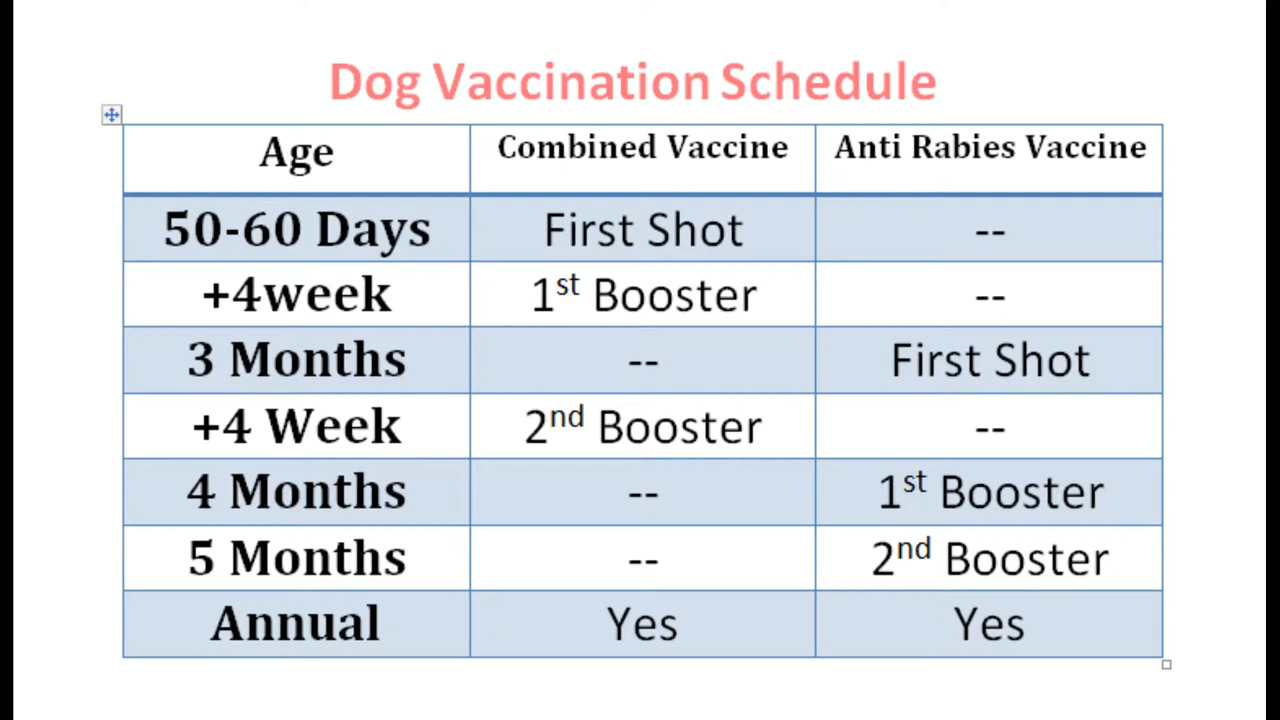 Dog Vaccination Schedule
Age Combined Vaccine Anti Rabies Vaccine
50-60 Days First Shot --
+4week 1st Booster --
3 Months -- First Shot
+4 Week 2nd Booster --
4 Months -- 1st Booster
5 Months -- 2nd Booster
Annual Yes Yes